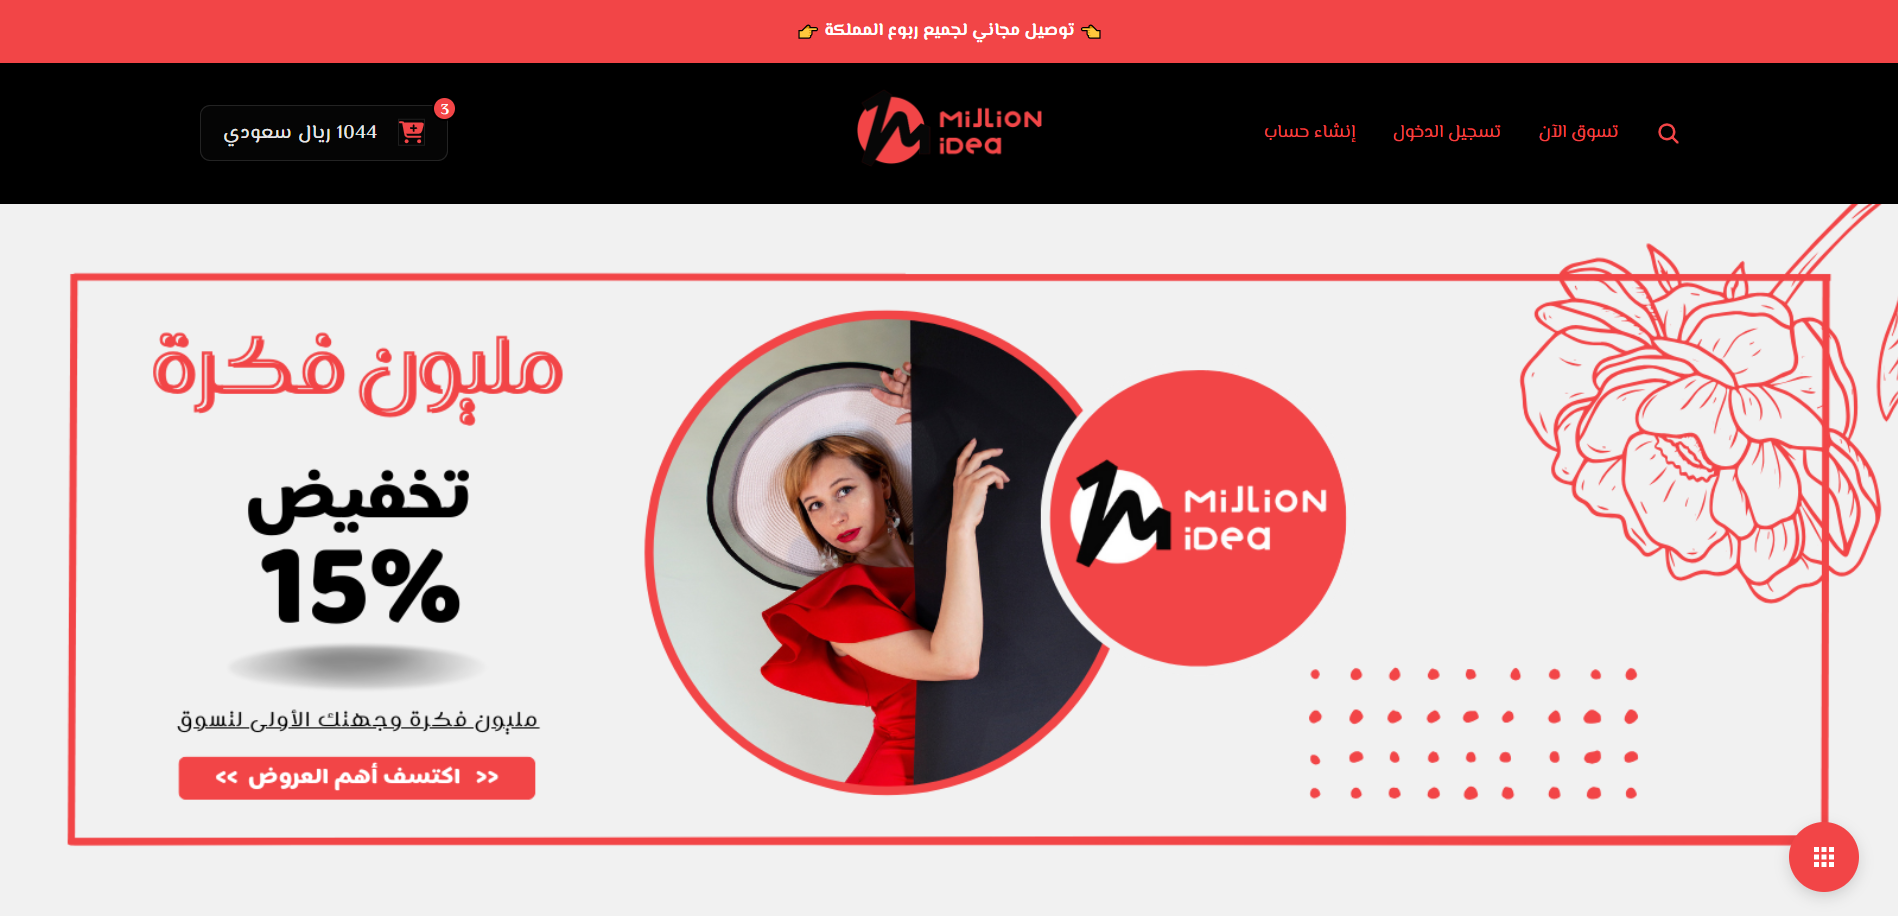 👈 توصيل مجاني لجميع ربوع المملكة 👉
تسوق الآن
تسجيل الدخول
إنشاء حساب
MiLLiON
iDea
3
1044 ريال سعودي
مليون فكرة
تخفيض
15%
مليون فكرة وجهتك الأولى لتسوق
<< اكتسف أهم العروض >>
MiLLiON
iDea